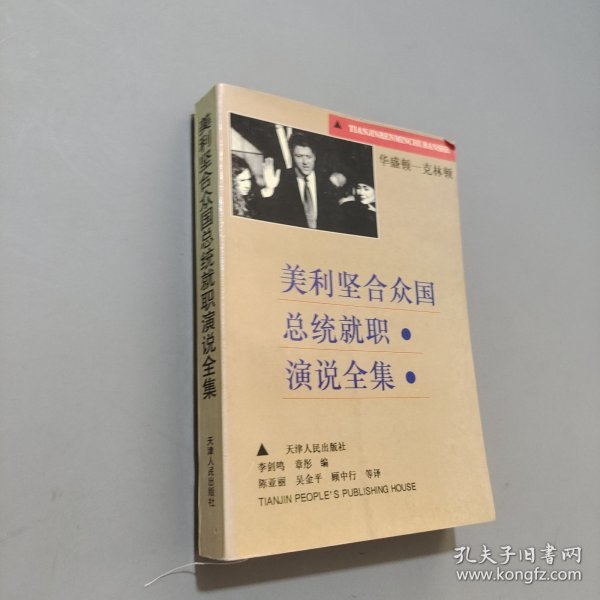 TIANJINRENMINCHUBANSHE
华盛顿—克林顿
美利坚合众国
总统就职·
演说全集·
天津人民出版社
李剑鸣 章彤 编
陈亚丽 吴金平 顾中行 等译
TIANJIN PEOPLE'S PUBLISHING HOUSE
美利坚合众国总统就职演说全集
天津人民出版社
孔夫子旧书网
www.kongfz.com